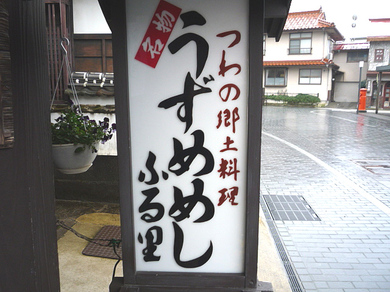 つわの郷土料理
名物
うずめめし
ふる里